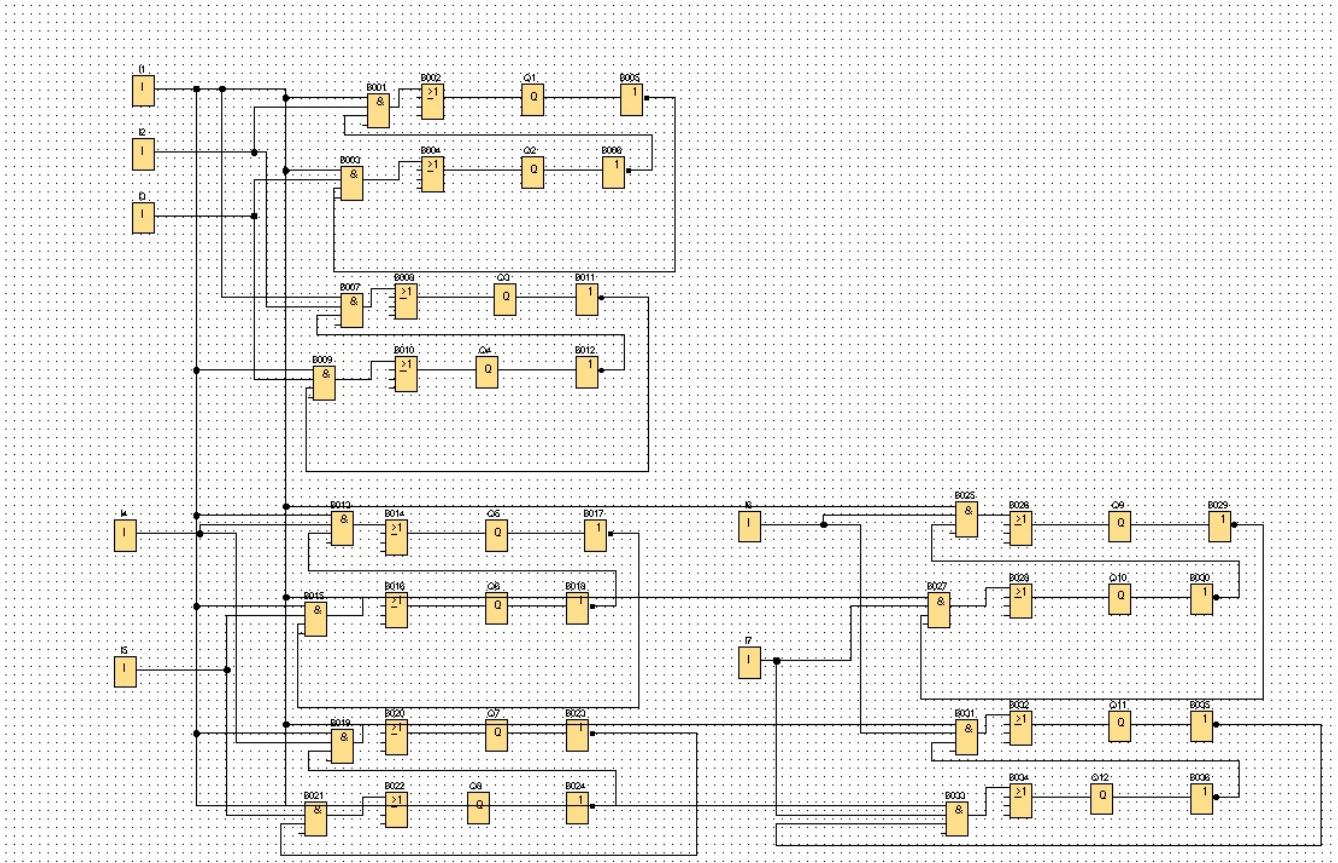 I1
I
B001
&
B002
≥1
Q1
Q
B005
1
I2
I
B003
&
B004
≥1
Q2
Q
B006
1
I3
I
B007
&
B008
≥1
Q3
Q
B011
1
B009
&
B010
≥1
Q4
Q
B012
1
I4
I
B013
&
B014
≥1
Q5
Q
B017
1
I6
I
B025
&
B026
≥1
Q9
Q
B029
1
B015
&
B016
≥1
Q6
Q
B018
1
B027
&
B028
≥1
Q10
Q
B030
1
I5
I
I7
I
B019
&
B020
≥1
Q7
Q
B023
1
B031
&
B032
≥1
Q11
Q
B035
1
B021
&
B022
≥1
Q8
Q
B024
1
B033
&
B034
≥1
Q12
Q
B036
1